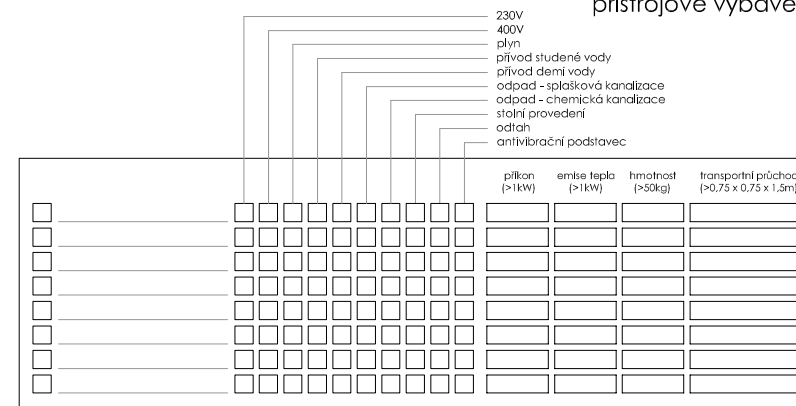 přístrojové vybave
230V
400V
plyn
přívod studené vody
přívod demi vody
odpad - splašková kanalizace
odpad - chemická kanalizace
stolní provedení
odtah
antivibrační podstavec
příkon emise tepla hmotnost transportní průchod
(>1kW) (>1kW) (>50kg) (>0,75 x 0,75 x 1,5m)